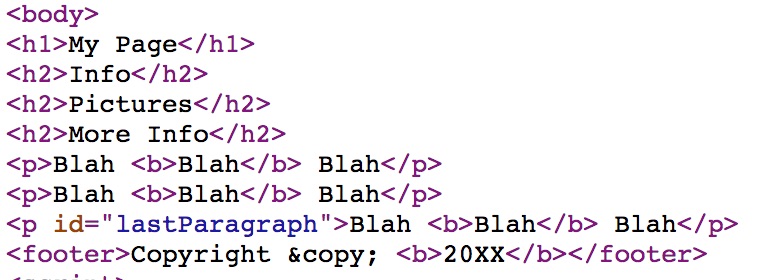 <body>
<h1>My Page</h1>
<h2>Info</h2>
<h2>Pictures</h2>
<h2>More Info</h2>
<p>Blah <b>Blah</b> Blah</p>
<p>Blah <b>Blah</b> Blah</p>
<p id="lastParagraph">Blah <b>Blah</b> Blah</p>
<footer>Copyright &copy; <b>20XX</b></footer>